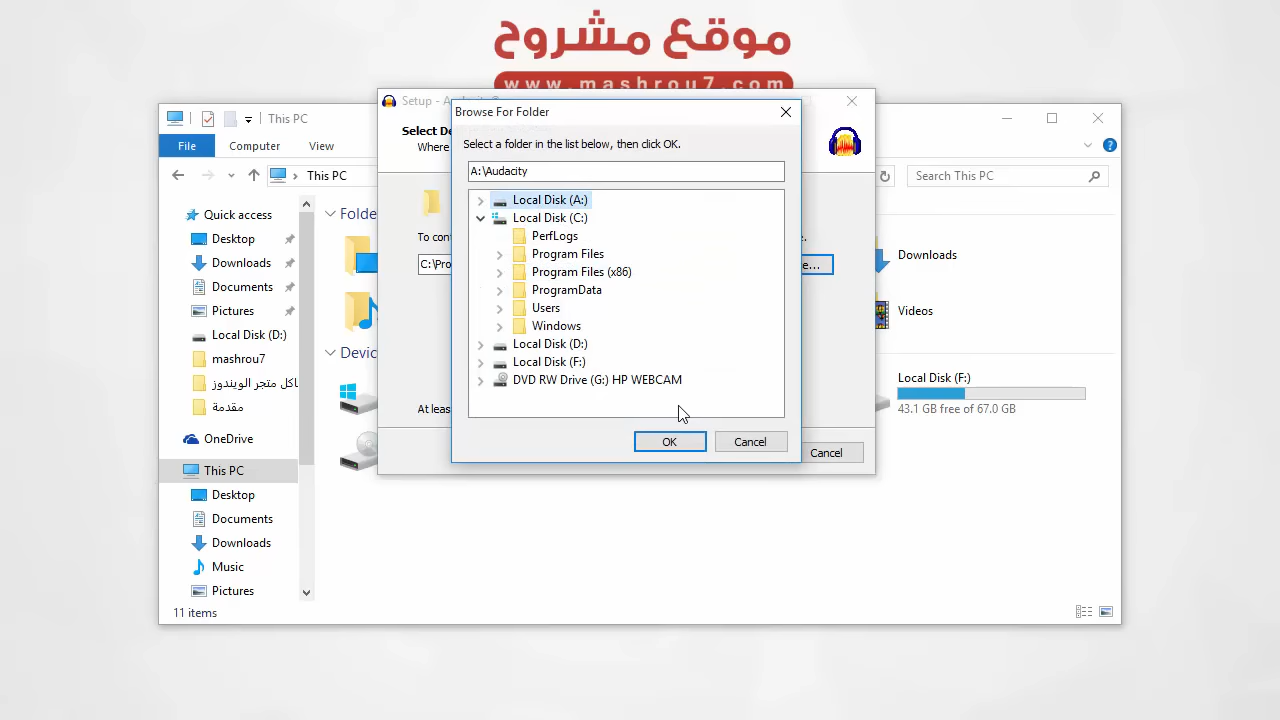 موقع مشروح
www.mashrou7.com
This PC
File
Computer
View
This PC
Search This PC
Quick access
Desktop
Downloads
Documents
Pictures
Local Disk (D:)
mashrou7
مقدمة
OneDrive
This PC
Desktop
Documents
Downloads
Music
Pictures
11 items
Folde
Devic
Downloads
Videos
Local Disk (F:)
43.1 GB free of 67.0 GB
Setup - A
Select De
Where
To cont
C:\Pro
e...
At leas
Cancel
Browse For Folder
Select a folder in the list below, then click OK.
A:\Audacity
Local Disk (A:)
Local Disk (C:)
PerfLogs
Program Files
Program Files (x86)
ProgramData
Users
Windows
Local Disk (D:)
Local Disk (F:)
DVD RW Drive (G:) HP WEBCAM
OK
Cancel